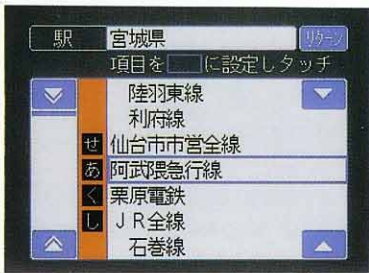 駅 宮城県 リターン
項目を に設定しタッチ
陸羽東線
利府線
せ 仙台市市営全線
あ 阿武隈急行線
く 栗原電鉄
し JR全線
石巻線